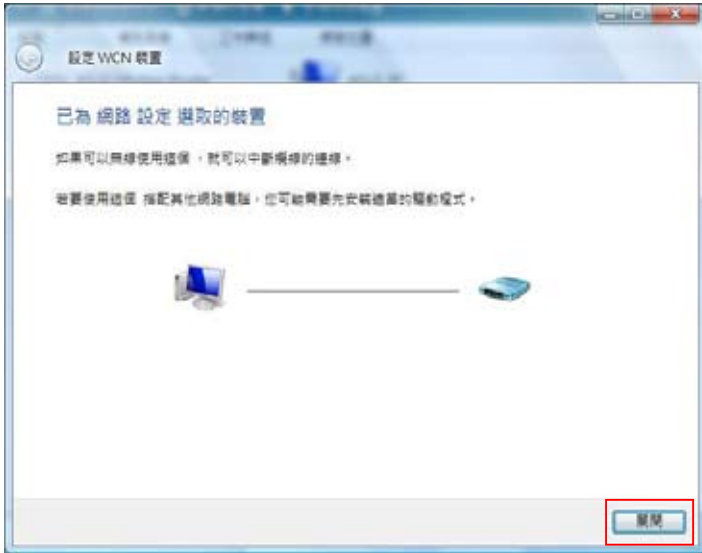 設定 WCN 裝置
已為 網路 設定 選取的裝置
如果可以無線使用這個 ，就可以中斷纜線的連線。
若要使用這個 搭配其他網路電腦，您可能需要先安裝適當的驅動程式。
關閉